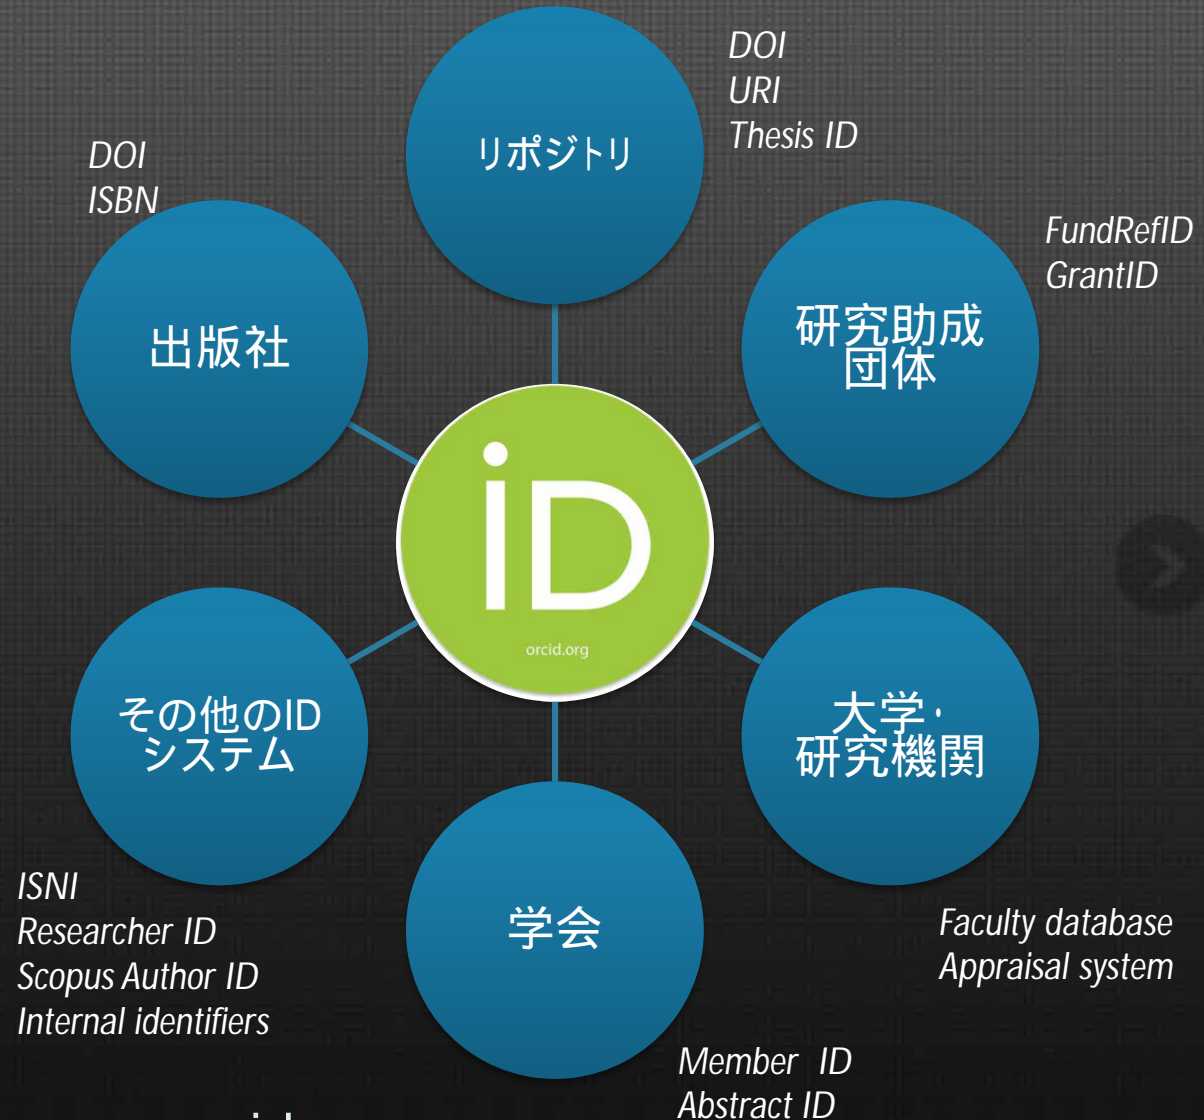 DOI
URI
Thesis ID
リポジトリ
DOI
ISBN
FundRefID
GrantID
出版社
研究助成
団体
iD
orcid.org
その他のID
システム
大学・
研究機関
ISNI
Researcher ID
Scopus Author ID
Internal identifiers
学会
Faculty database
Appraisal system
Member ID
Abstract ID